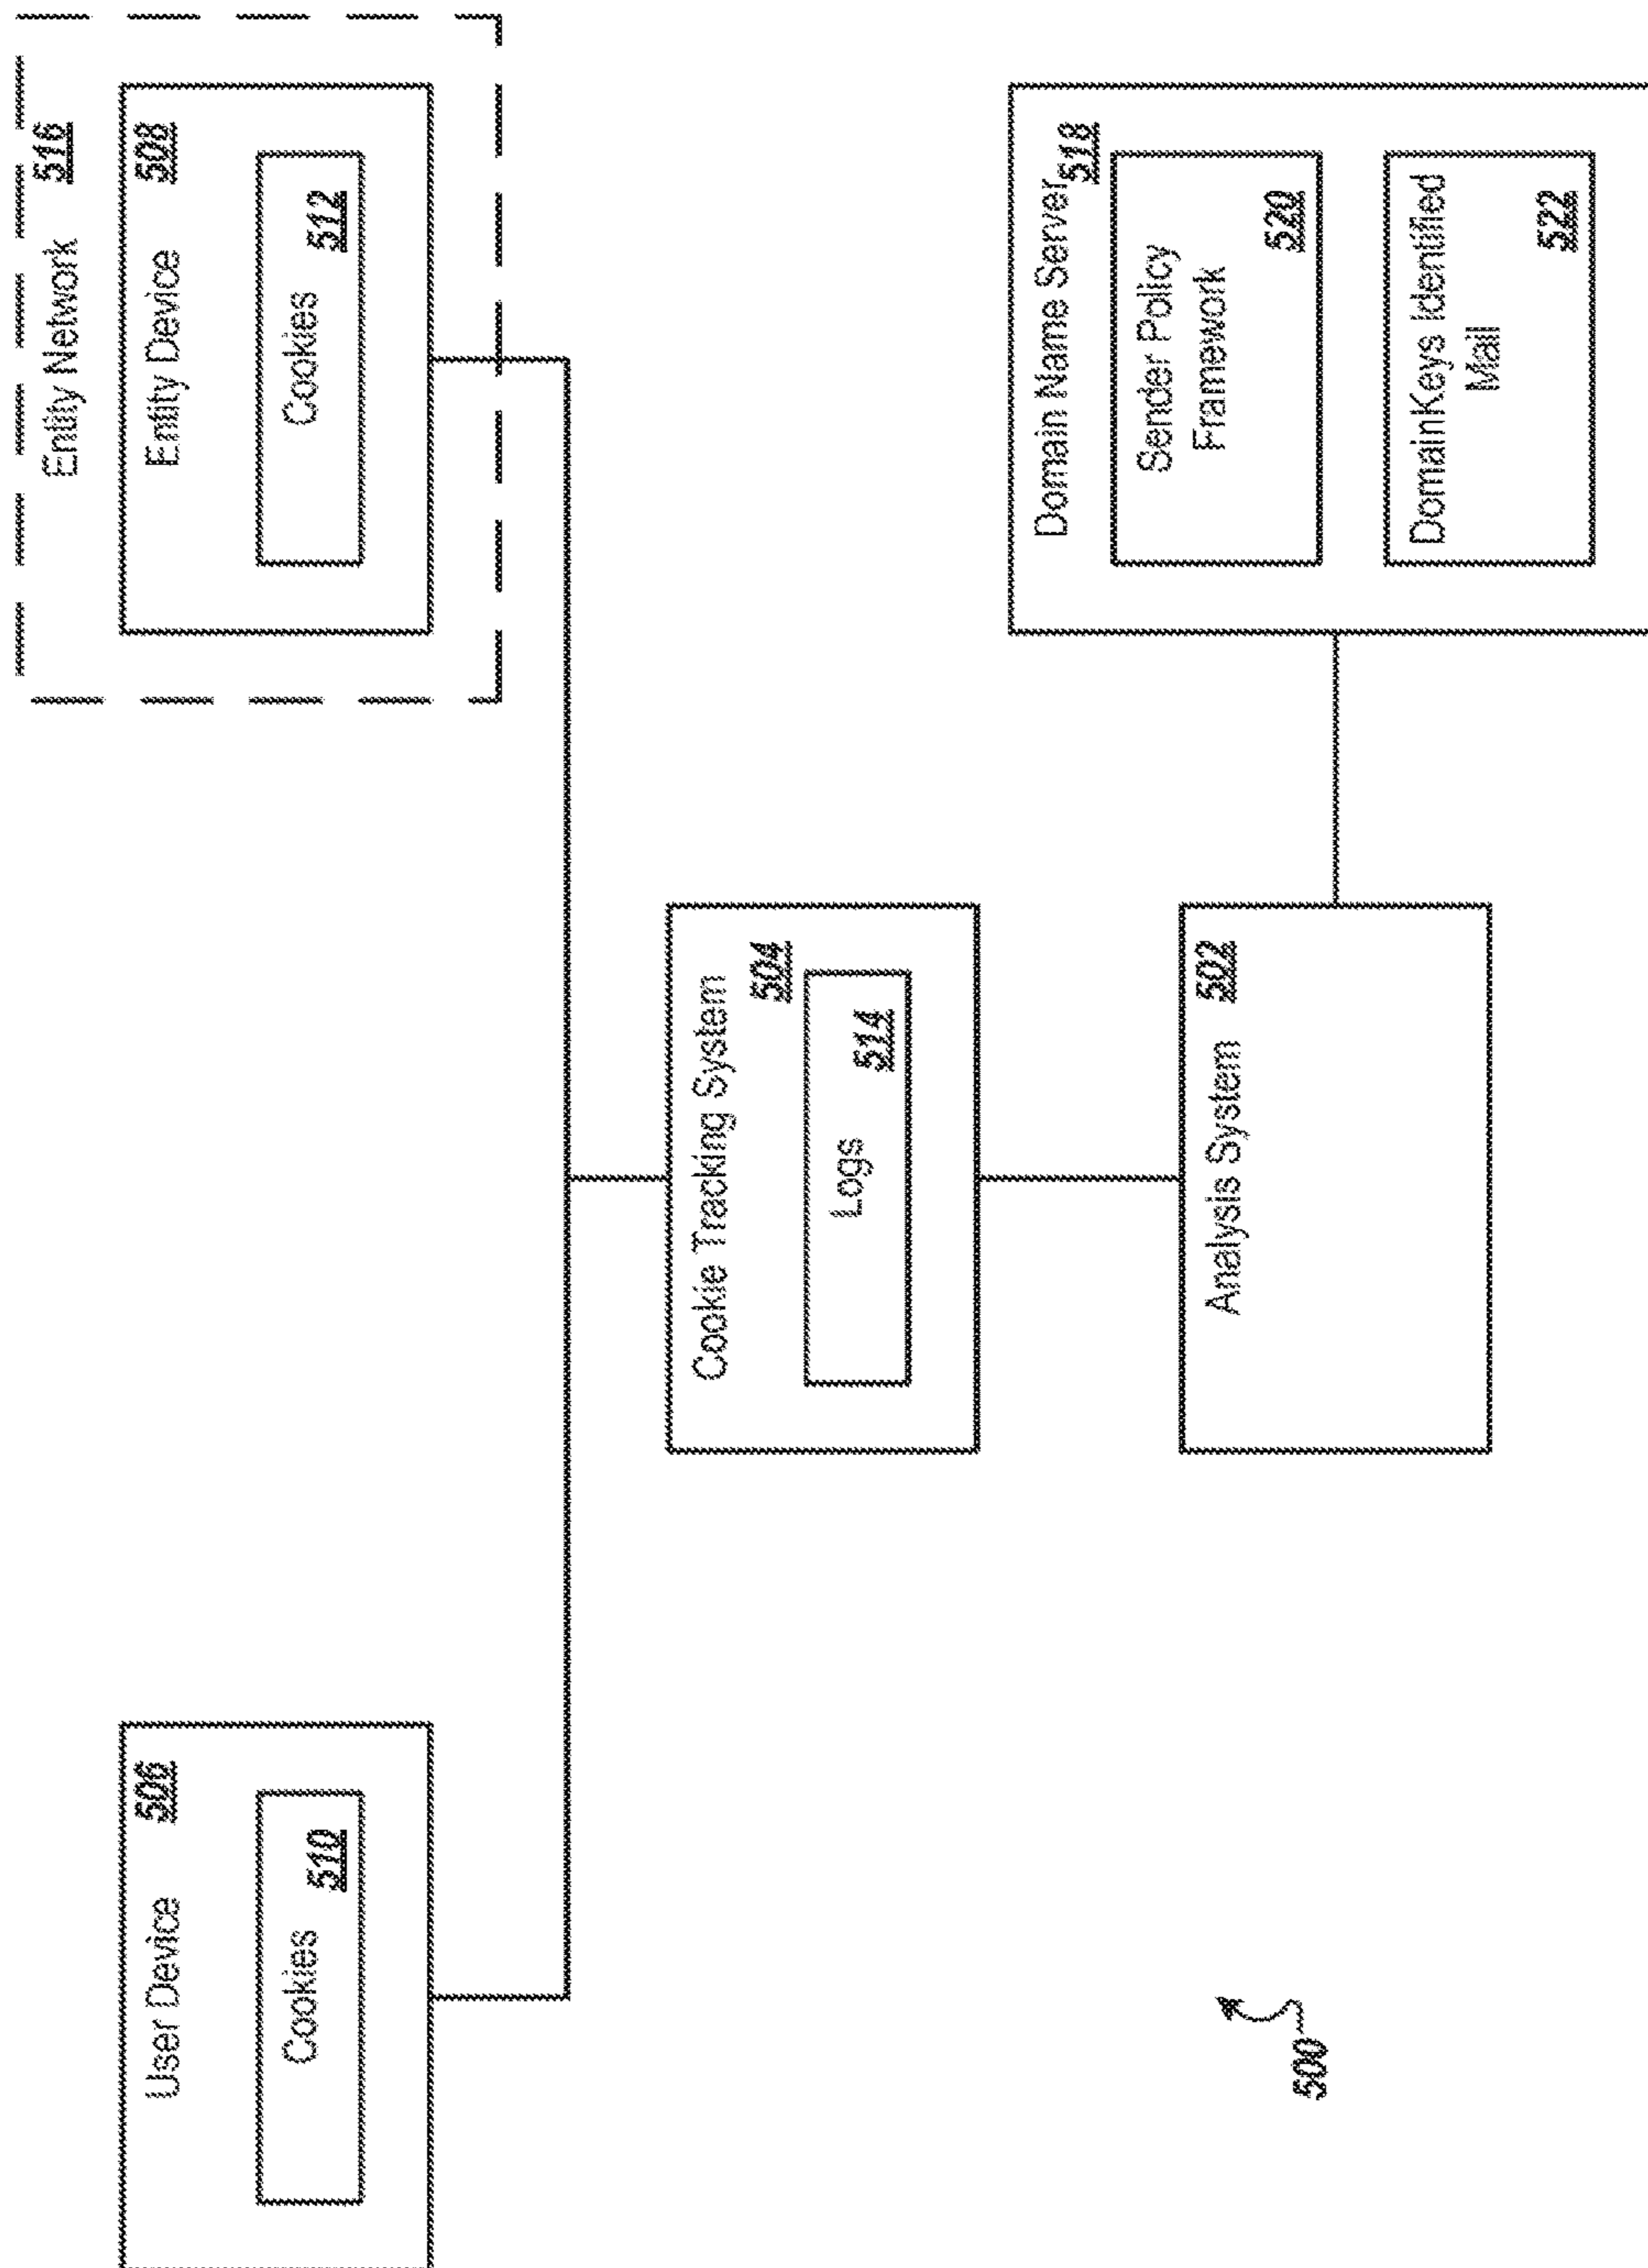 User Device 506
Cookies
510
Entity Network 516
Entity Device 508
Cookies
512
Cookie Tracking System
504
Logs
514
Analysis System 502
Domain Name Server
518
Sender Policy
Framework
520
DomainKeys Identified
Mail
522
500